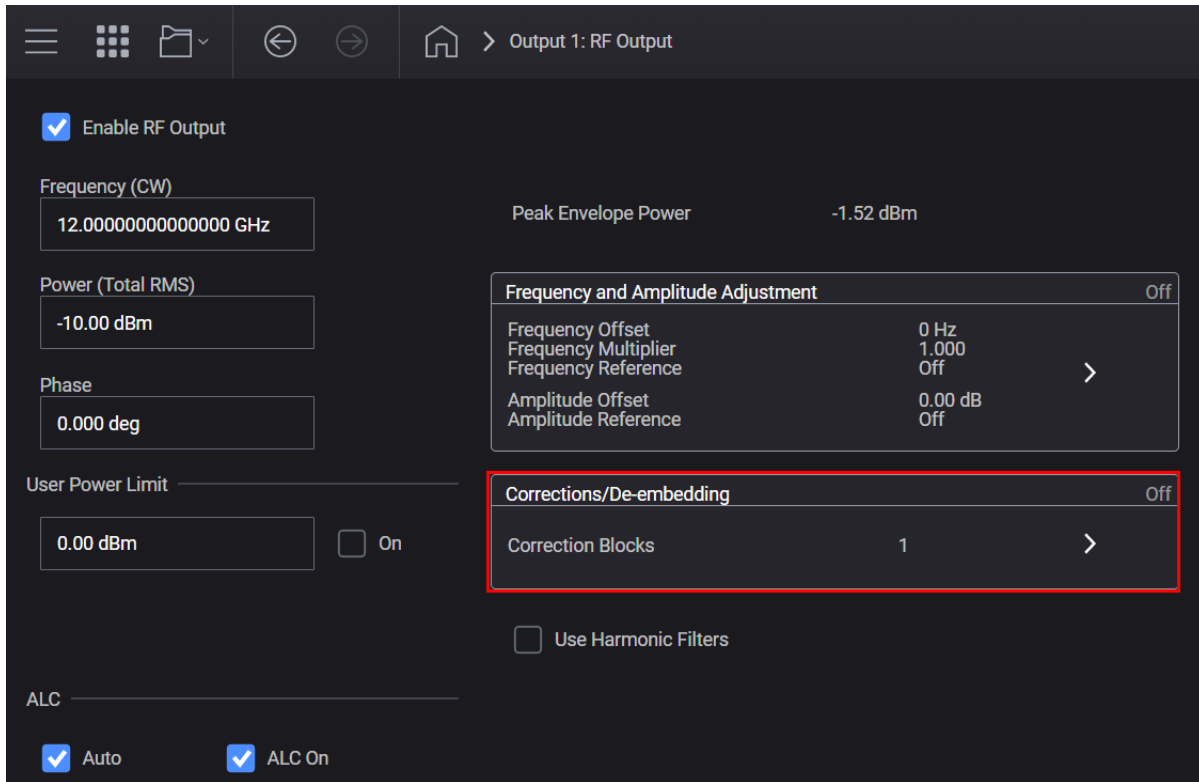 Output 1: RF Output
Enable RF Output
Frequency (CW)
12.00000000000000 GHz
Power (Total RMS)
-10.00 dBm
Phase
0.000 deg
User Power Limit
0.00 dBm
On
ALC
Auto
ALC On
Peak Envelope Power -1.52 dBm
Frequency and Amplitude Adjustment Off
Frequency Offset 0 Hz
Frequency Multiplier 1.000
Frequency Reference Off
Amplitude Offset 0.00 dB
Amplitude Reference Off
Corrections/De-embedding Off
Correction Blocks 1
Use Harmonic Filters